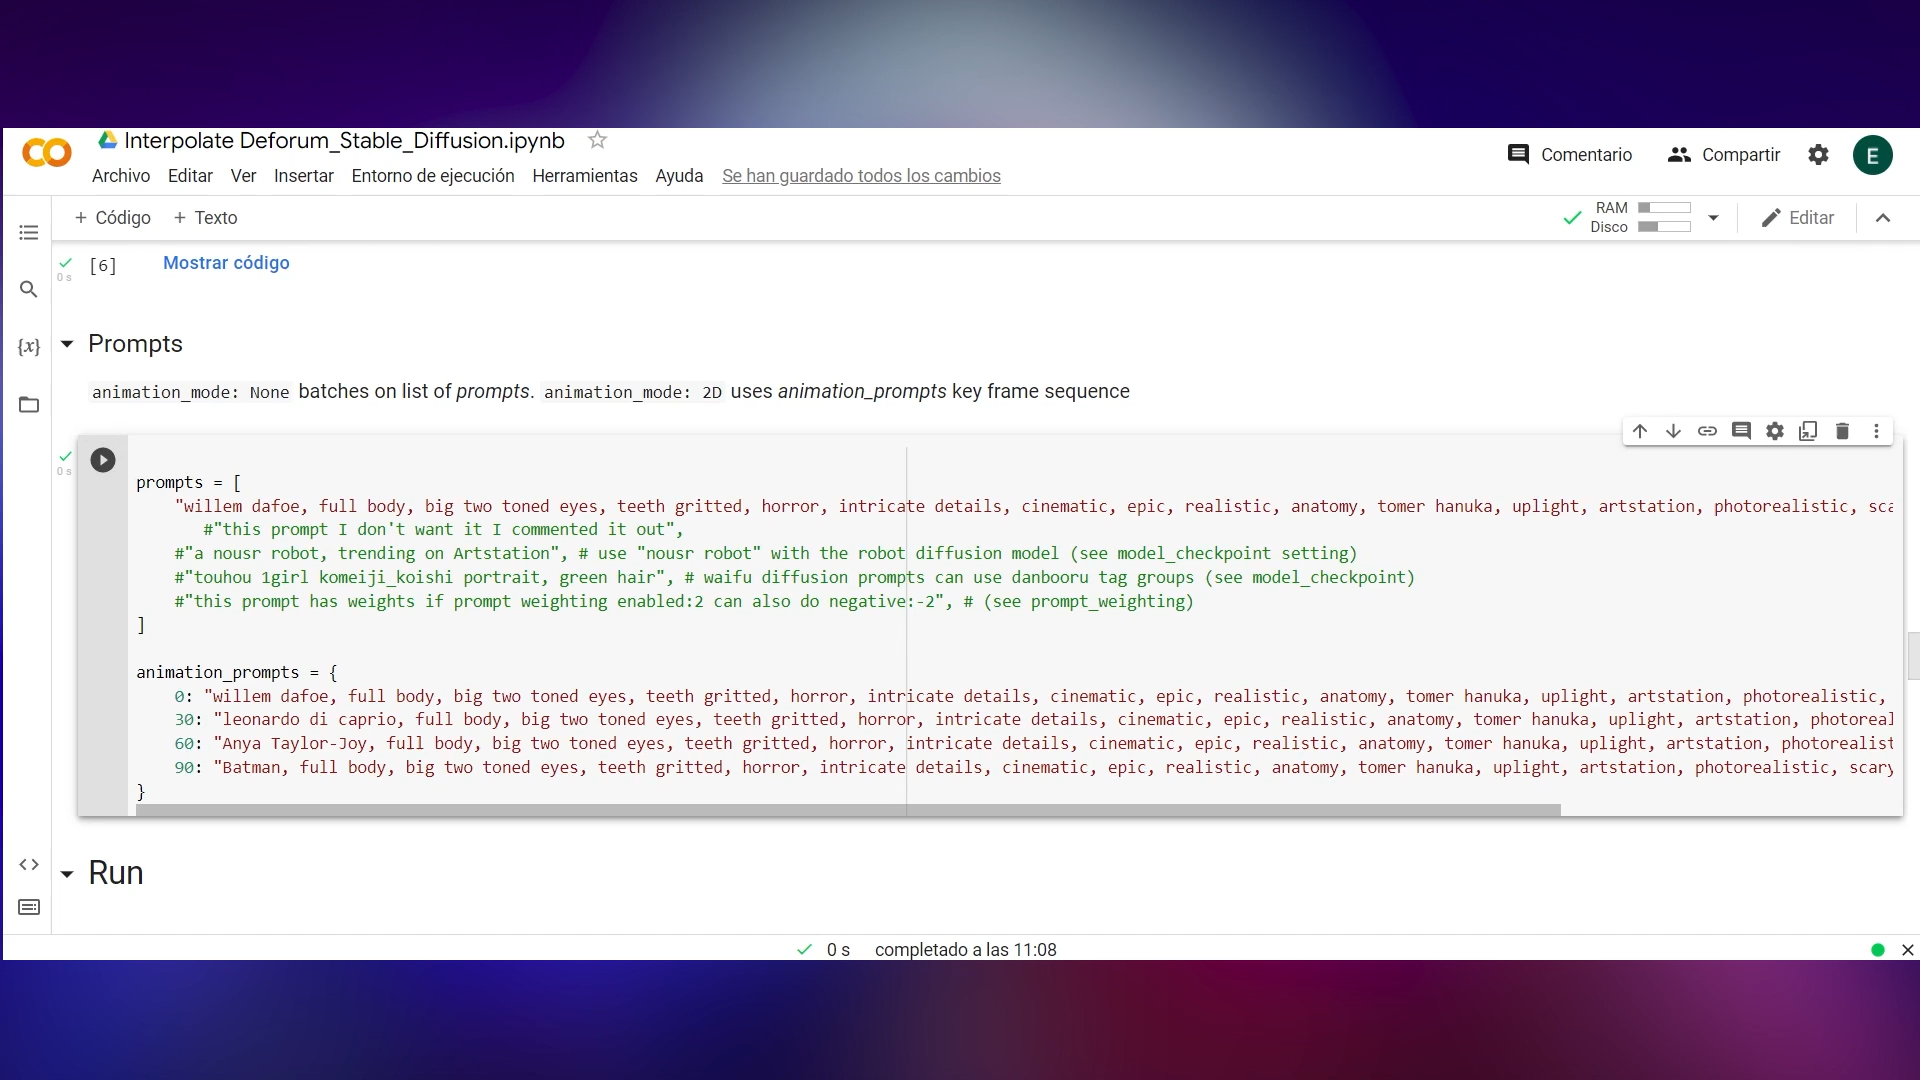 Interpolate Deforum_Stable_Diffusion.ipynb
Archivo Editar Ver Insertar Entorno de ejecución Herramientas Ayuda Se han guardado todos los cambios
Comentario Compartir E
+ Código + Texto
RAM
Disco
Editar
[6] Mostrar código
0 s
{x}
Prompts
animation_mode: None batches on list of prompts. animation_mode: 2D uses animation_prompts key frame sequence
0 s
prompts = [
"willem dafoe, full body, big two toned eyes, teeth gritted, horror, intricate details, cinematic, epic, realistic, anatomy, tomer hanuka, uplight, artstation, photorealistic, sca
#"this prompt I don't want it I commented it out",
#"a nousr robot, trending on Artstation", # use "nousr robot" with the robot diffusion model (see model_checkpoint setting)
#"touhou 1girl komeiji_koishi portrait, green hair", # waifu diffusion prompts can use danbooru tag groups (see model_checkpoint)
#"this prompt has weights if prompt weighting enabled:2 can also do negative:-2", # (see prompt_weighting)
]
animation_prompts = {
0: "willem dafoe, full body, big two toned eyes, teeth gritted, horror, intricate details, cinematic, epic, realistic, anatomy, tomer hanuka, uplight, artstation, photorealistic,
30: "leonardo di caprio, full body, big two toned eyes, teeth gritted, horror, intricate details, cinematic, epic, realistic, anatomy, tomer hanuka, uplight, artstation, photoreal
60: "Anya Taylor-Joy, full body, big two toned eyes, teeth gritted, horror, intricate details, cinematic, epic, realistic, anatomy, tomer hanuka, uplight, artstation, photorealist
90: "Batman, full body, big two toned eyes, teeth gritted, horror, intricate details, cinematic, epic, realistic, anatomy, tomer hanuka, uplight, artstation, photorealistic, scary
}
Run
0 s completado a las 11:08